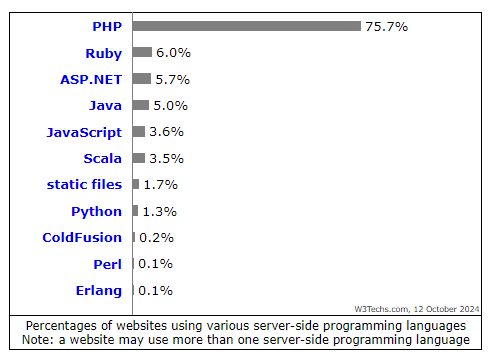 PHP 75.7%
Ruby 6.0%
ASP.NET 5.7%
Java 5.0%
JavaScript 3.6%
Scala 3.5%
static files 1.7%
Python 1.3%
ColdFusion 0.2%
Perl 0.1%
Erlang 0.1%
W3Techs.com, 12 October 2024
Percentages of websites using various server-side programming languages
Note: a website may use more than one server-side programming language